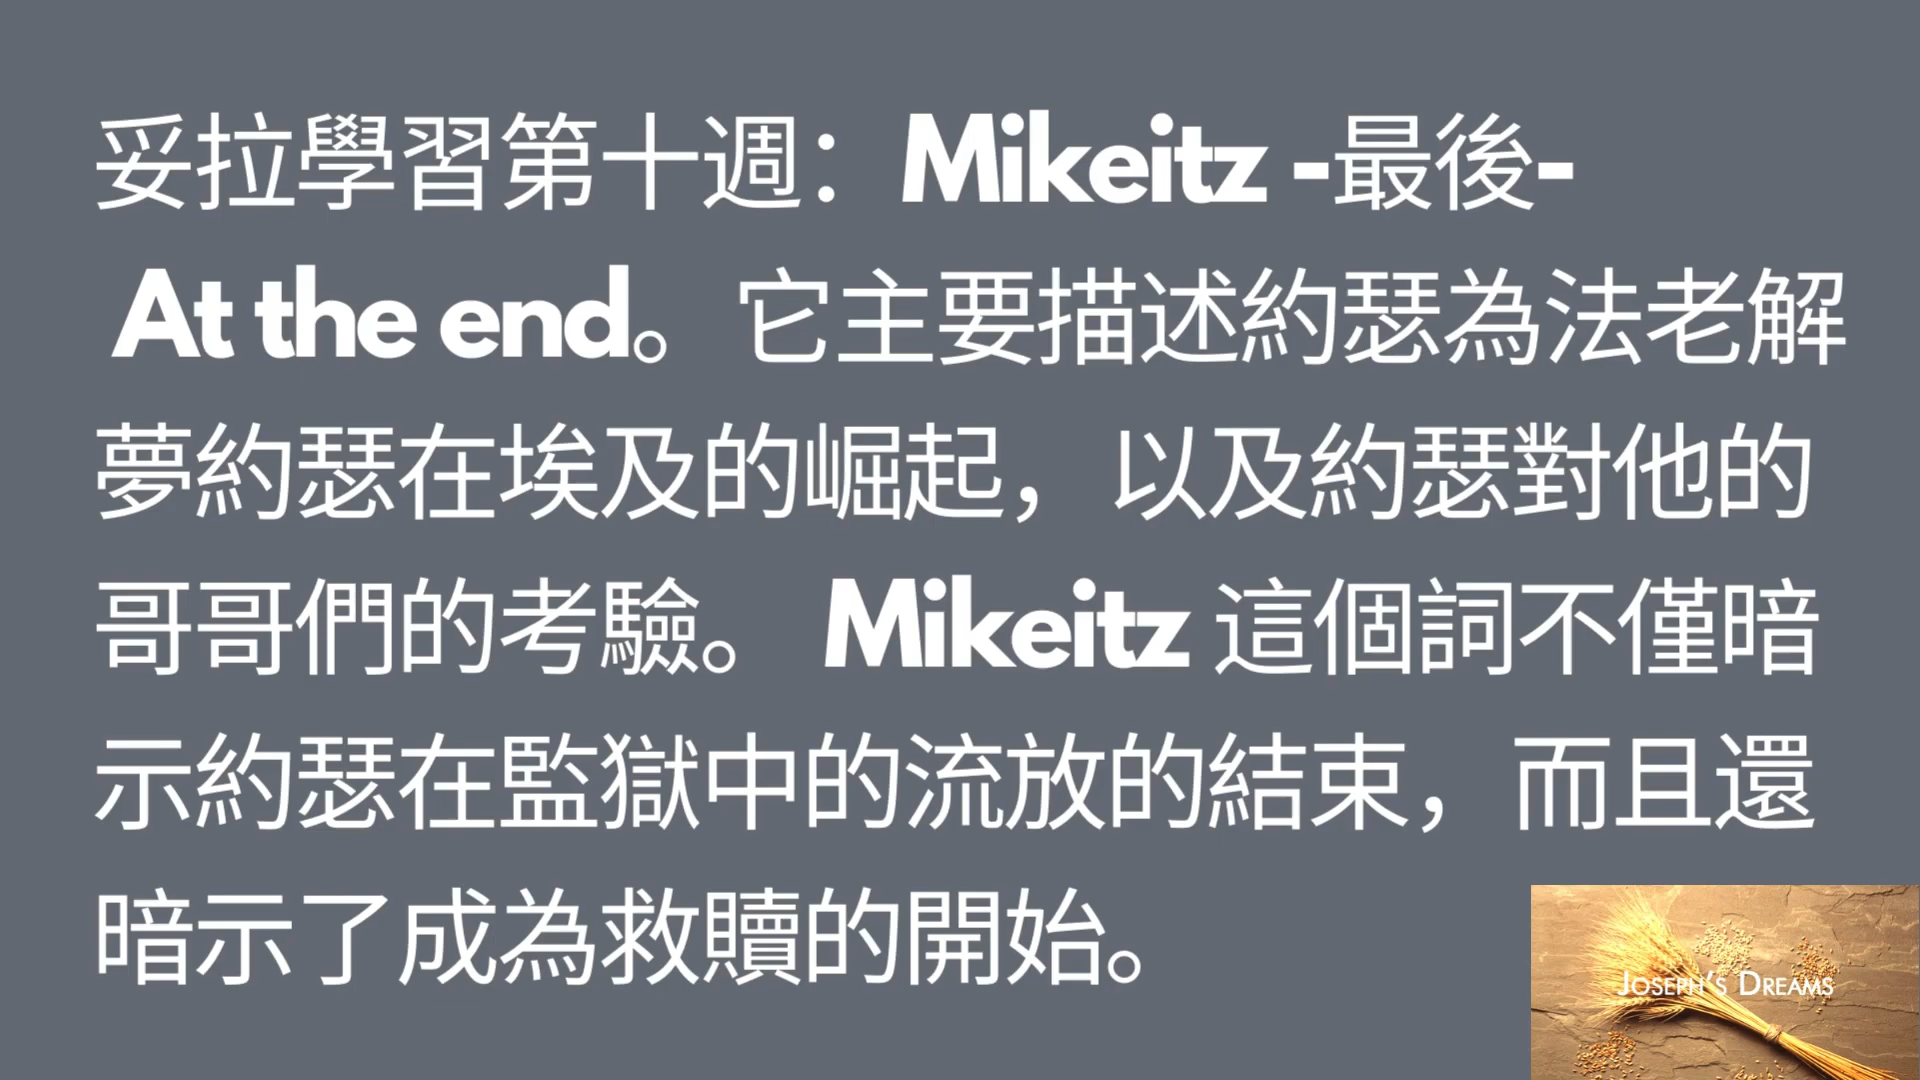 妥拉學習第十週：Mikeitz -最後-
At the end。它主要描述約瑟為法老解
夢約瑟在埃及的崛起，以及約瑟對他的
哥哥們的考驗。 Mikeitz 這個詞不僅暗
示約瑟在監獄中的流放的結束，而且還
暗示了成為救贖的開始。
Joseph's Dreams